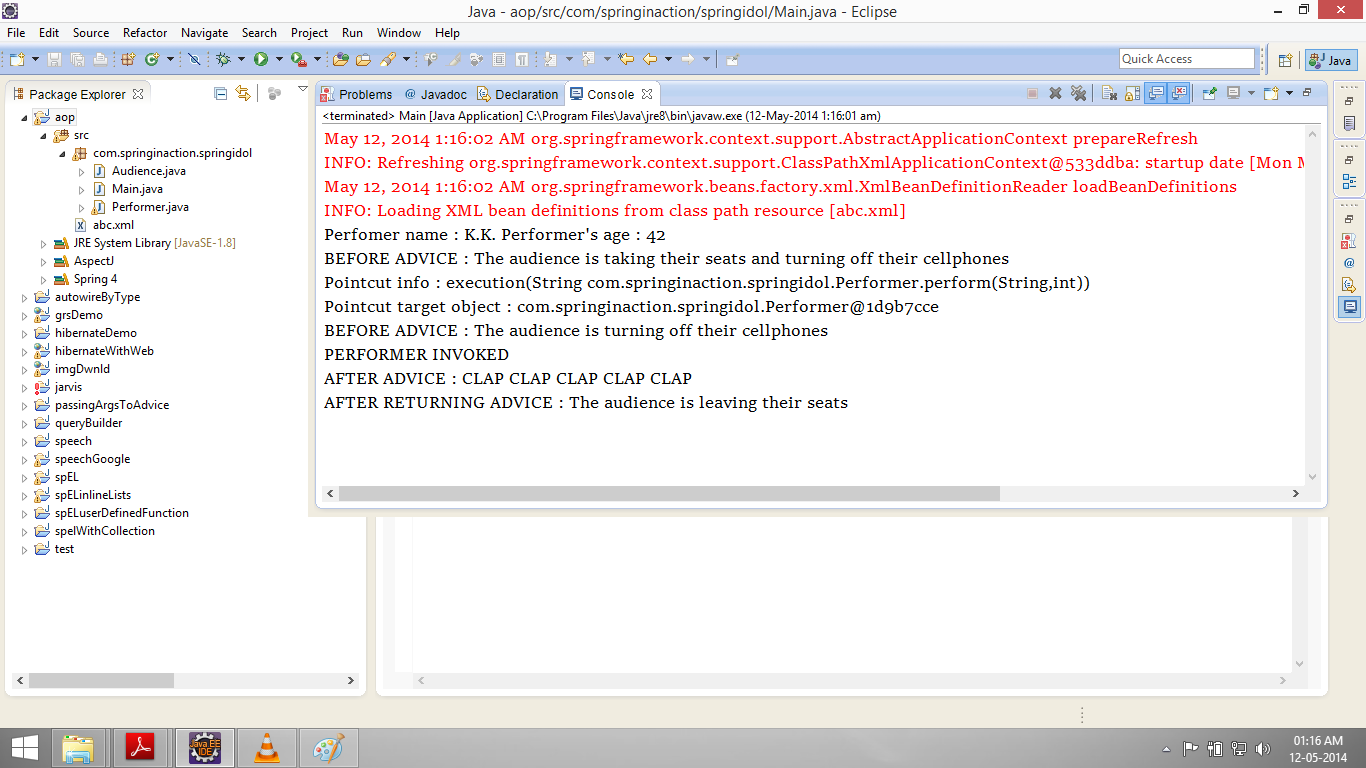 Java - aop/src/com/springinaction/springidol/Main.java - Eclipse
File Edit Source Refactor Navigate Search Project Run Window Help
Quick Access
Java
Package Explorer
aop
src
com.springinaction.springidol
Audience.java
Main.java
Performer.java
abc.xml
JRE System Library [JavaSE-1.8]
AspectJ
Spring 4
autowireByType
grsDemo
hibernateDemo
hibernateWithWeb
imgDwnld
jarvis
passingArgsToAdvice
queryBuilder
speech
speechGoogle
spEL
spELinlineLists
spELuserDefinedFunction
spelWithCollection
test
Problems @ Javadoc Declaration Console
<terminated> Main [Java Application] C:\Program Files\Java\jre8\bin\javaw.exe (12-May-2014 1:16:01 am)
May 12, 2014 1:16:02 AM org.springframework.context.support.AbstractApplicationContext prepareRefresh
INFO: Refreshing org.springframework.context.support.ClassPathXmlApplicationContext@533ddba: startup date [Mon M
May 12, 2014 1:16:02 AM org.springframework.beans.factory.xml.XmlBeanDefinitionReader loadBeanDefinitions
INFO: Loading XML bean definitions from class path resource [abc.xml]
Perfomer name : K.K. Performer's age : 42
BEFORE ADVICE : The audience is taking their seats and turning off their cellphones
Pointcut info : execution(String com.springinaction.springidol.Performer.perform(String,int))
Pointcut target object : com.springinaction.springidol.Performer@1d9b7cce
BEFORE ADVICE : The audience is turning off their cellphones
PERFORMER INVOKED
AFTER ADVICE : CLAP CLAP CLAP CLAP CLAP
AFTER RETURNING ADVICE : The audience is leaving their seats
Java EE
IDE
01:16 AM
12-05-2014